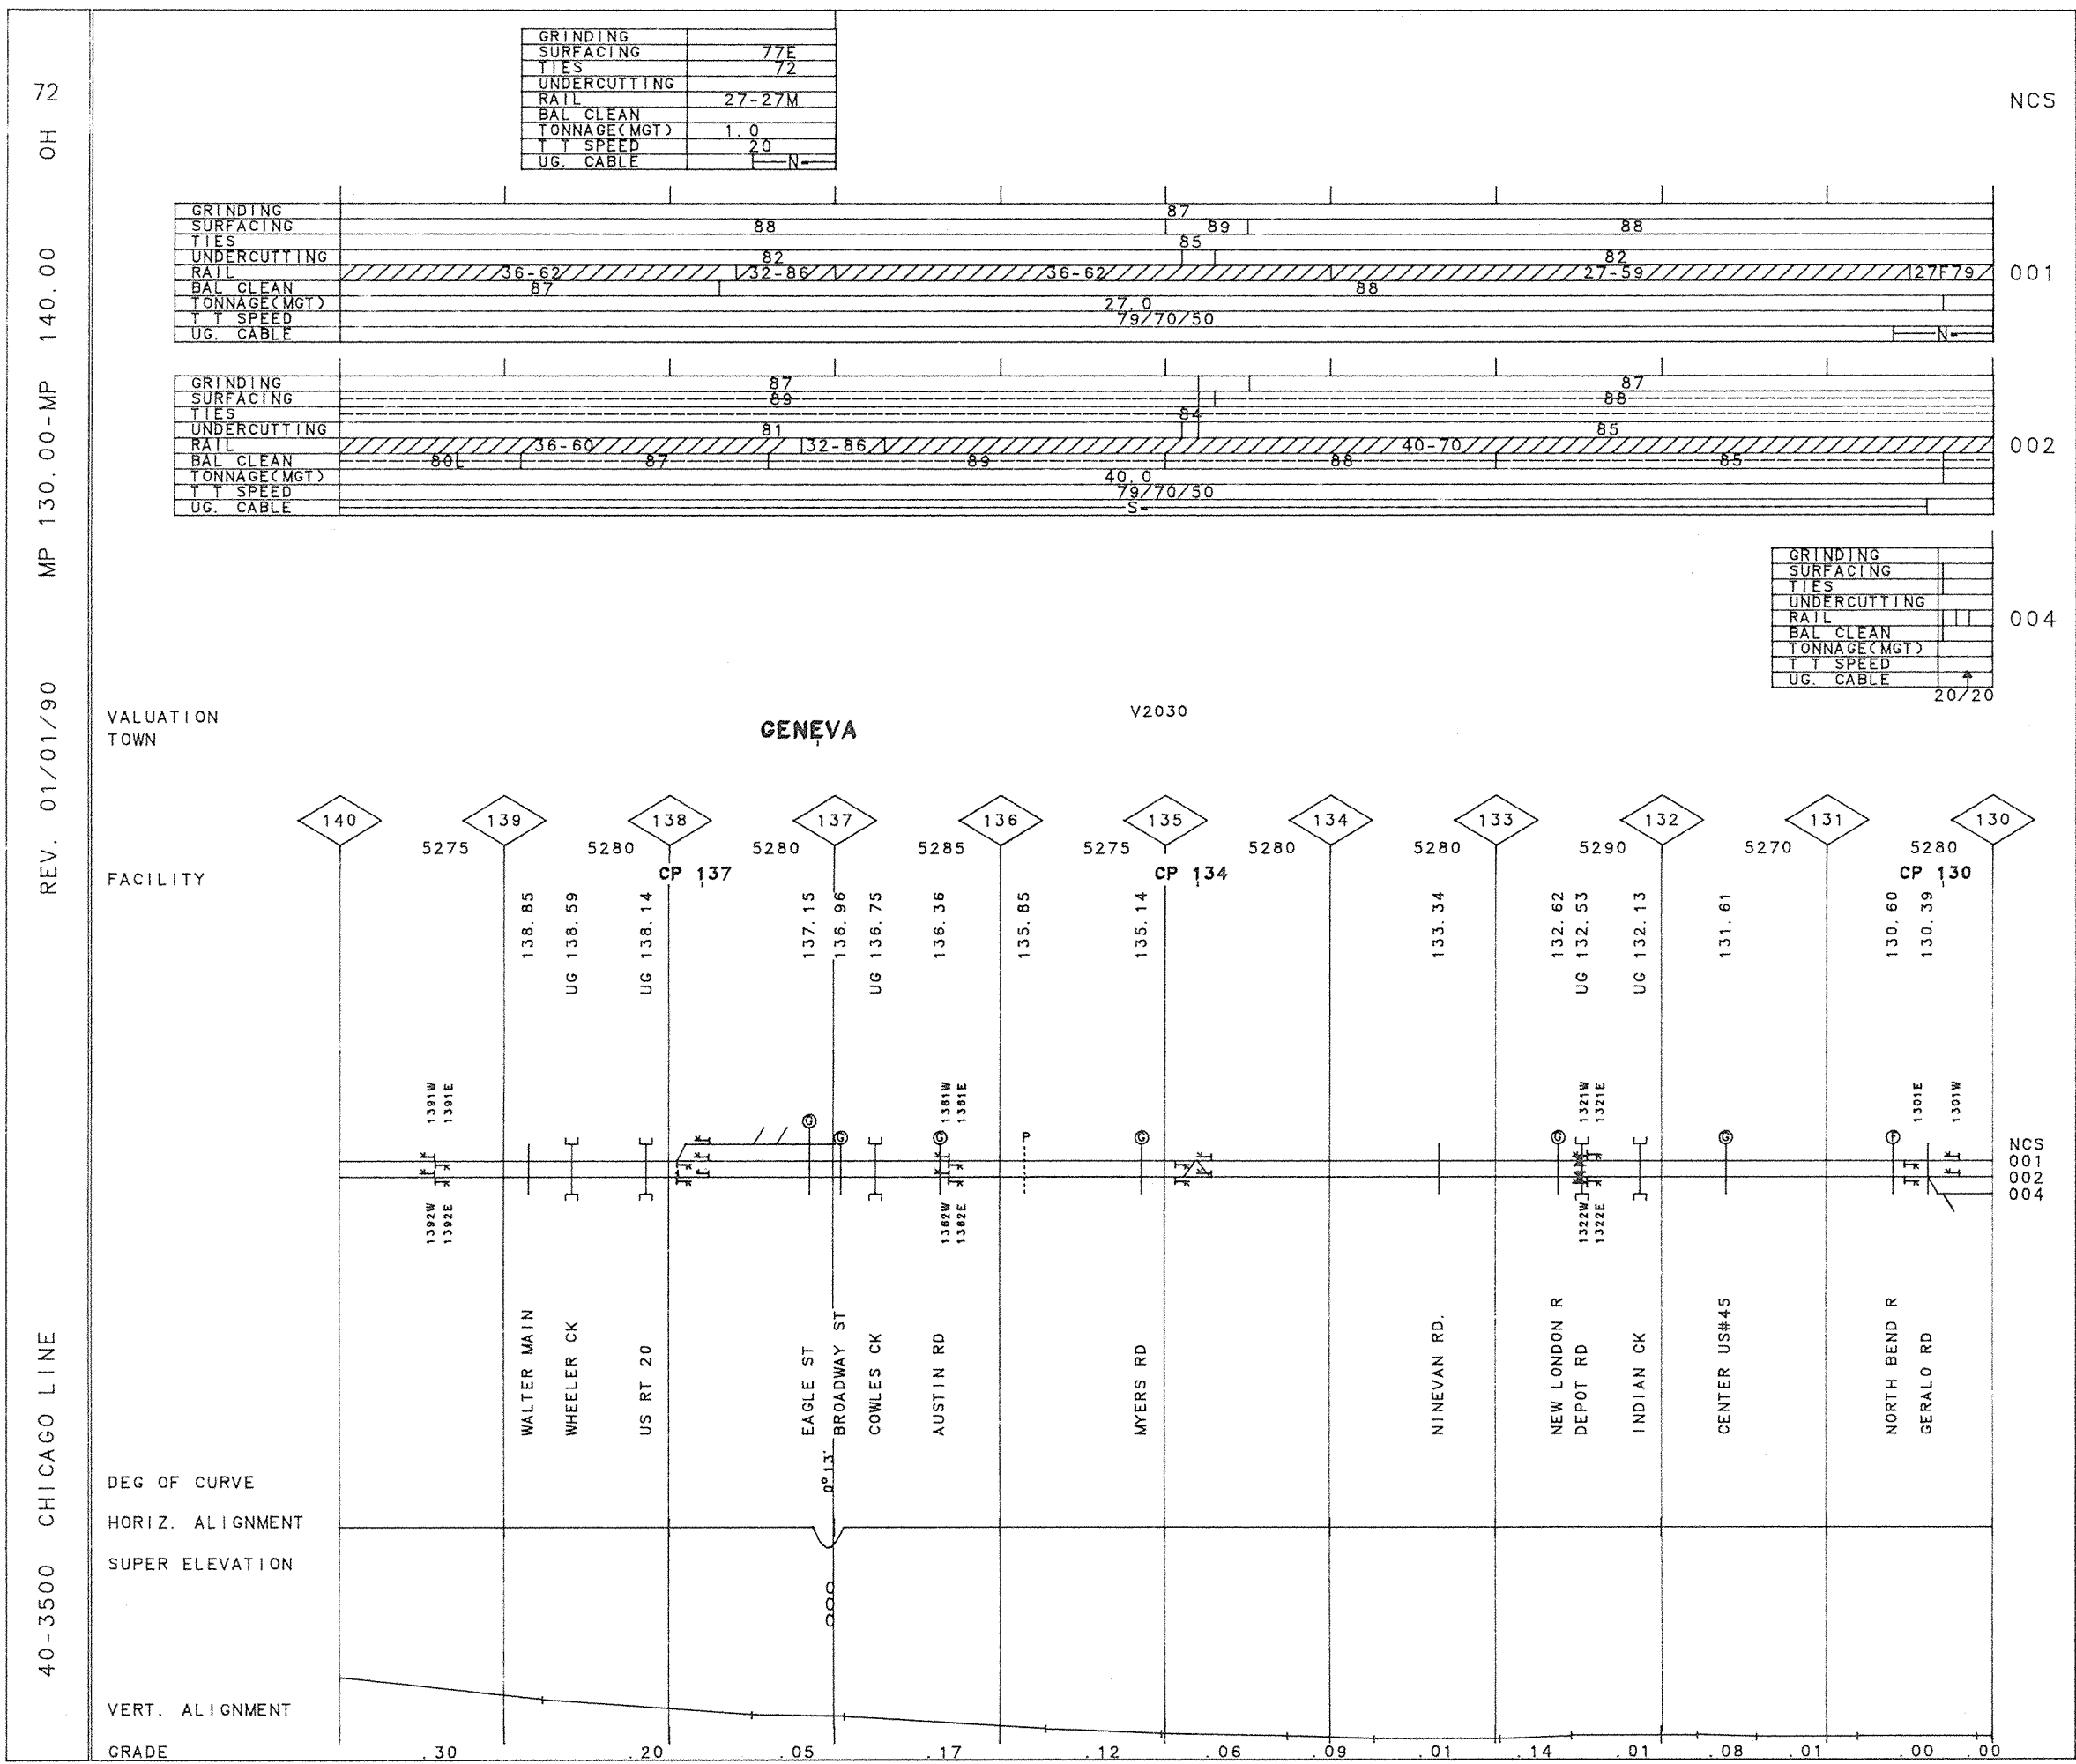 40-3500 CHICAGO LINE REV. 01/01/90 MP 130.00-MP 140.00 OH 72
GRINDING
SURFACING 77E
TIES 72
UNDERCUTTING
RAIL 27-27M
BAL CLEAN
TONNAGE(MGT) 1.0
T T SPEED 20
UG. CABLE N
NCS
GRINDING 87
SURFACING 88 89 88
TIES 85
UNDERCUTTING 82 82
RAIL 36-62 32-86 36-62 27-59 27F79
BAL CLEAN 87 88
TONNAGE(MGT) 27.0
T T SPEED 79/70/50
UG. CABLE N
001
GRINDING 87 87
SURFACING 89 88
TIES 84
UNDERCUTTING 81 85
RAIL 36-60 32-86 40-70
BAL CLEAN 80 87 89 88 85
TONNAGE(MGT) 40.0
T T SPEED 79/70/50
UG. CABLE S
002
GRINDING
SURFACING
TIES
UNDERCUTTING
RAIL
BAL CLEAN
TONNAGE(MGT)
T T SPEED
UG. CABLE
20/20
004
VALUATION V2030
TOWN GENEVA
140 139 138 137 136 135 134 133 132 131 130
5275 5280 5280 5285 5275 5280 5280 5290 5270 5280
FACILITY CP 137 CP 134 CP 130
138.85
UG 138.59
UG 138.14
137.15
136.96
UG 136.75
136.36
135.85
135.14
133.34
132.62
UG 132.53
UG 132.13
131.61
130.60
130.39
1391W
1391E
1361W
1361E
1321W
1321E
1301E
1301W
G G G P G G G F
NCS
001
002
004
1392W
1392E
1362W
1362E
1322W
1322E
WALTER MAIN
WHEELER CK
US RT 20
EAGLE ST
BROADWAY ST
COWLES CK
AUSTIN RD
MYERS RD
NINEVAN RD.
NEW LONDON R
DEPOT RD
INDIAN CK
CENTER US#45
NORTH BEND R
GERALO RD
DEG OF CURVE 0°13'
HORIZ. ALIGNMENT
SUPER ELEVATION
0
0
0
VERT. ALIGNMENT
GRADE .30 .20 .05 .17 .12 .06 .09 .01 .14 .01 .08 .01 .00 .00